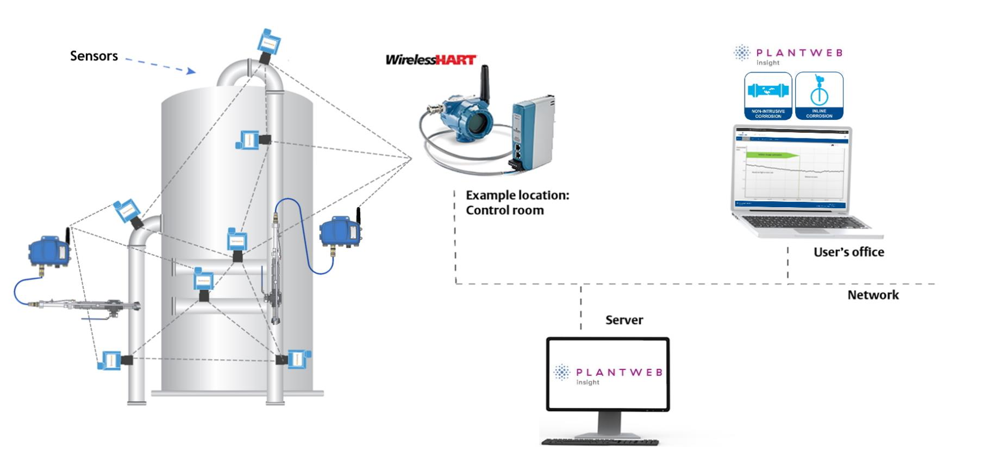 Sensors
WirelessHART
Example location:
Control room
PLANTWEB
insight
NON-INTRUSIVE
CORROSION
INLINE
CORROSION
User's office
Network
Server
PLANTWEB
insight